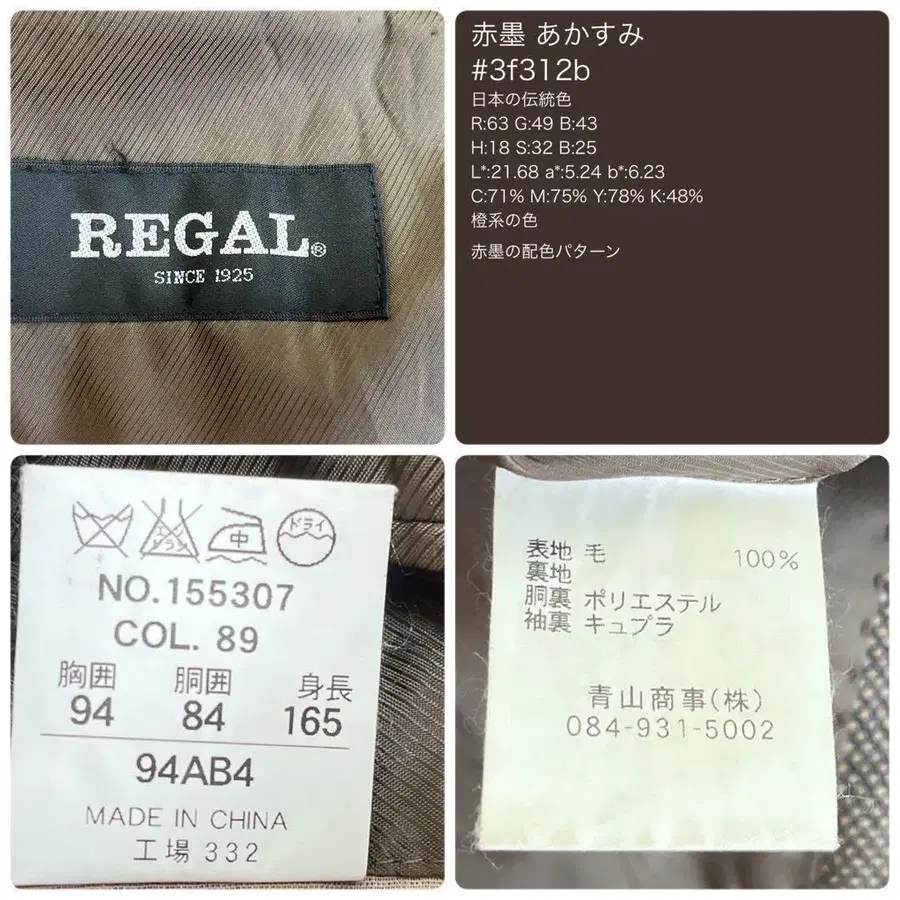 REGAL®
SINCE 1925
赤墨 あかすみ
#3f312b
日本の伝統色
R:63 G:49 B:43
H:18 S:32 B:25
L*:21.68 a*:5.24 b*:6.23
C:71% M:75% Y:78% K:48%
橙系の色
赤墨の配色パターン
エンソ
サラ
中
ドライ
NO.155307
COL. 89
胸囲 胴囲 身長
94 84 165
94AB4
MADE IN CHINA
工場 332
表地 毛 100%
裏地
胴裏 ポリエステル
袖裏 キュプラ
青山商事(株)
084-931-5002